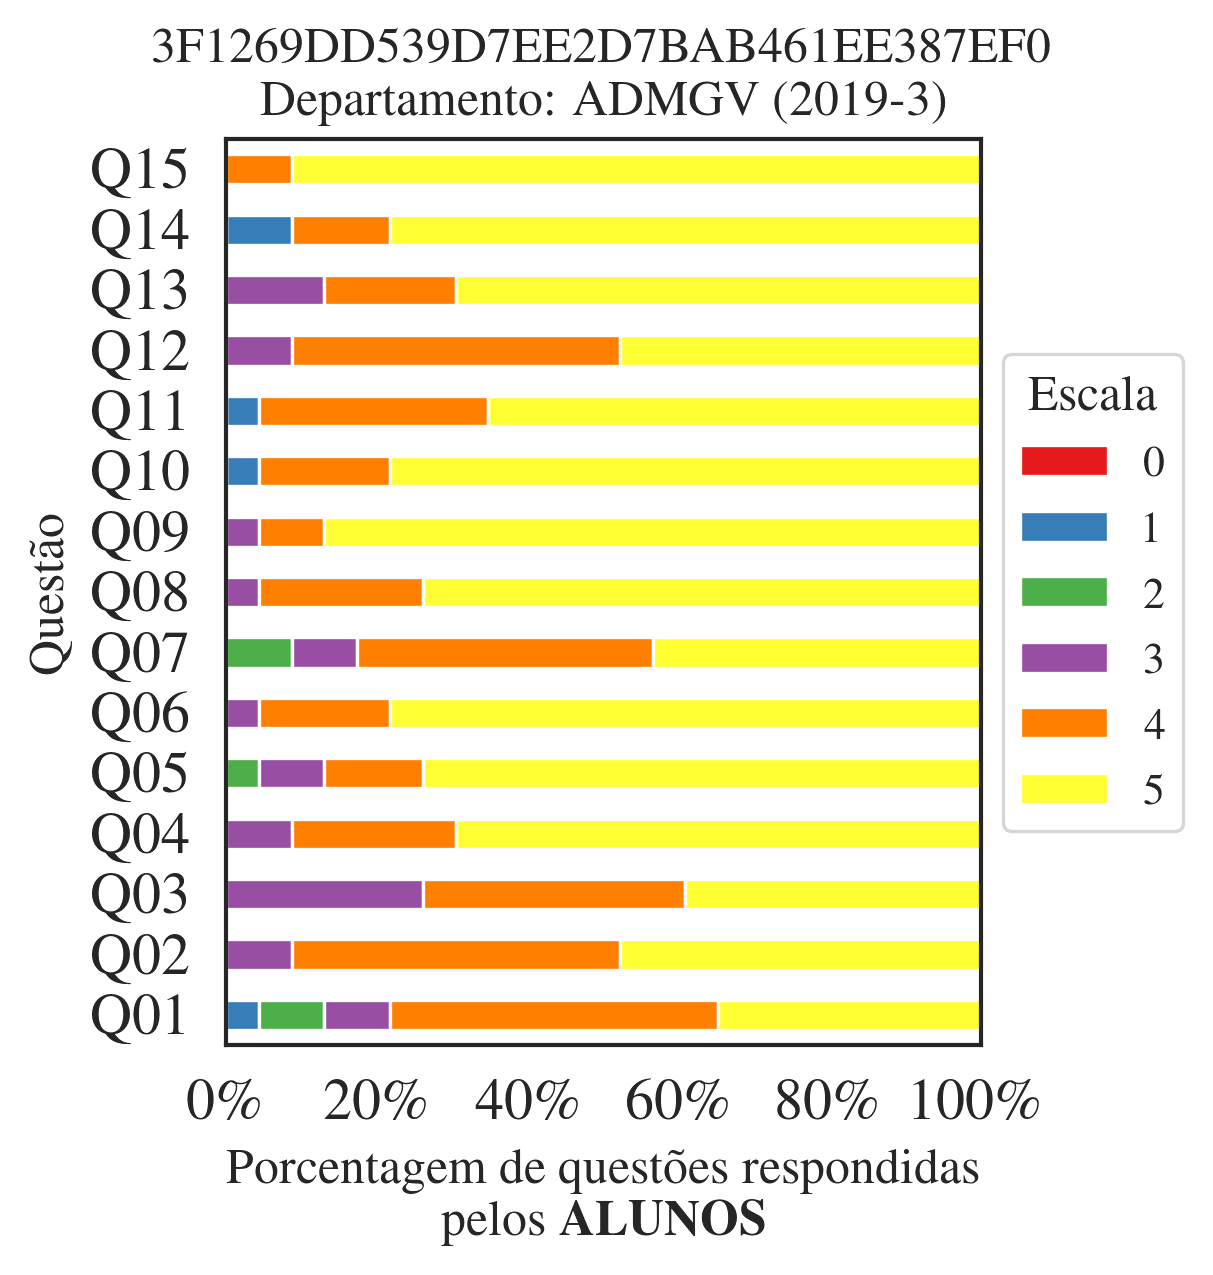 3F1269DD539D7EE2D7BAB461EE387EF0
Departamento: ADMGV (2019-3)
Questão
Q15
Q14
Q13
Q12
Q11
Q10
Q09
Q08
Q07
Q06
Q05
Q04
Q03
Q02
Q01
0% 20% 40% 60% 80% 100%
Porcentagem de questões respondidas
pelos ALUNOS
Escala
0
1
2
3
4
5